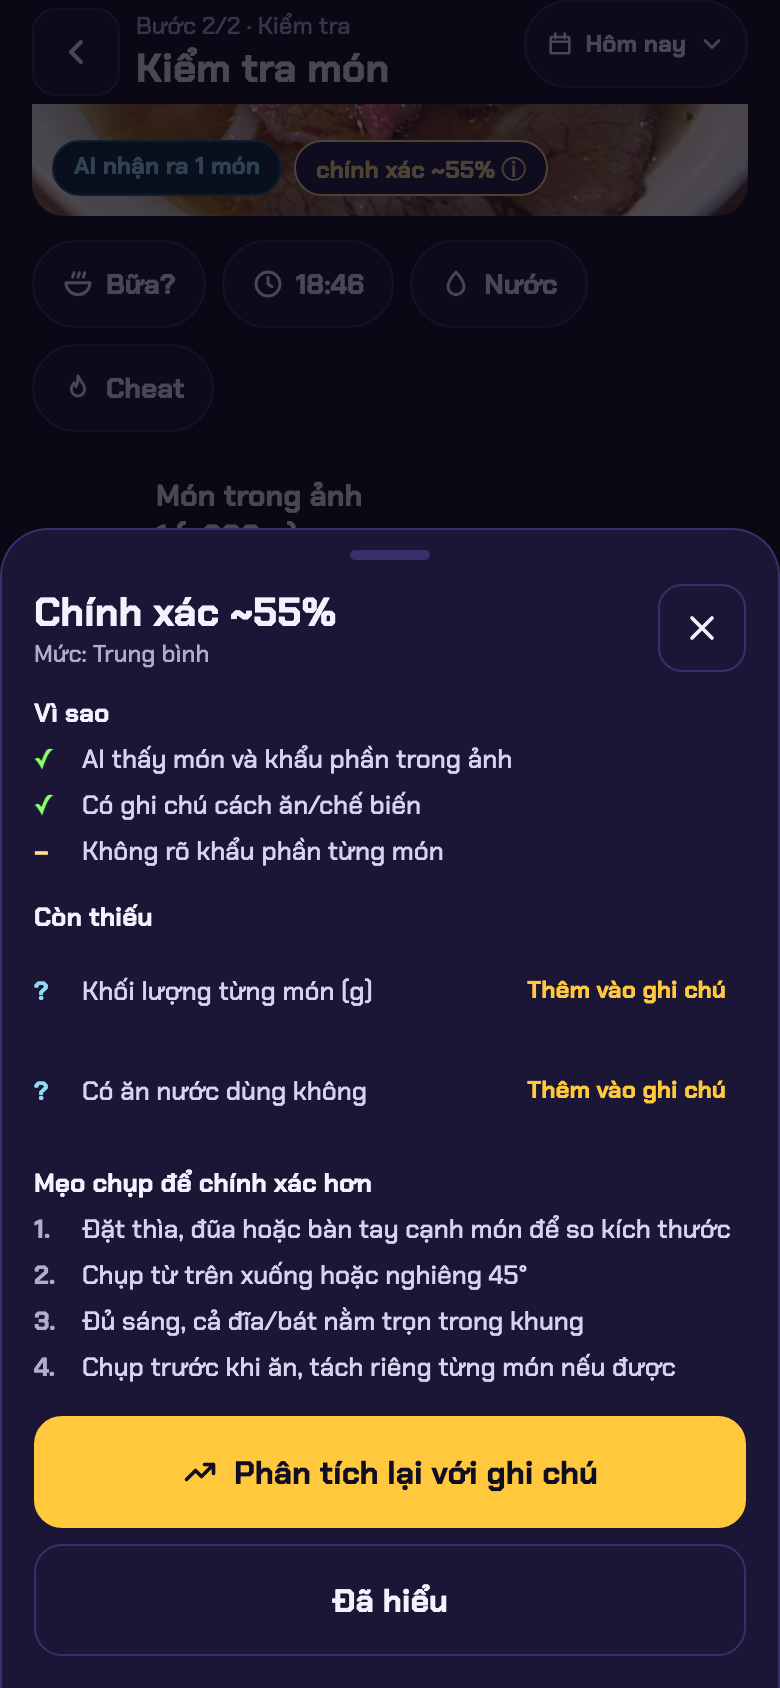 Bước 2/2 · Kiểm tra
Kiểm tra món
Hôm nay
AI nhận ra 1 món
chính xác ~55% ⓘ
Bữa?
18:46
Nước
Cheat
Món trong ảnh
Chính xác ~55%
Mức: Trung bình
Vì sao
✓ AI thấy món và khẩu phần trong ảnh
✓ Có ghi chú cách ăn/chế biến
– Không rõ khẩu phần từng món
Còn thiếu
? Khối lượng từng món (g) Thêm vào ghi chú
? Có ăn nước dùng không Thêm vào ghi chú
Mẹo chụp để chính xác hơn
1. Đặt thìa, đũa hoặc bàn tay cạnh món để so kích thước
2. Chụp từ trên xuống hoặc nghiêng 45°
3. Đủ sáng, cả đĩa/bát nằm trọn trong khung
4. Chụp trước khi ăn, tách riêng từng món nếu được
Phân tích lại với ghi chú
Đã hiểu